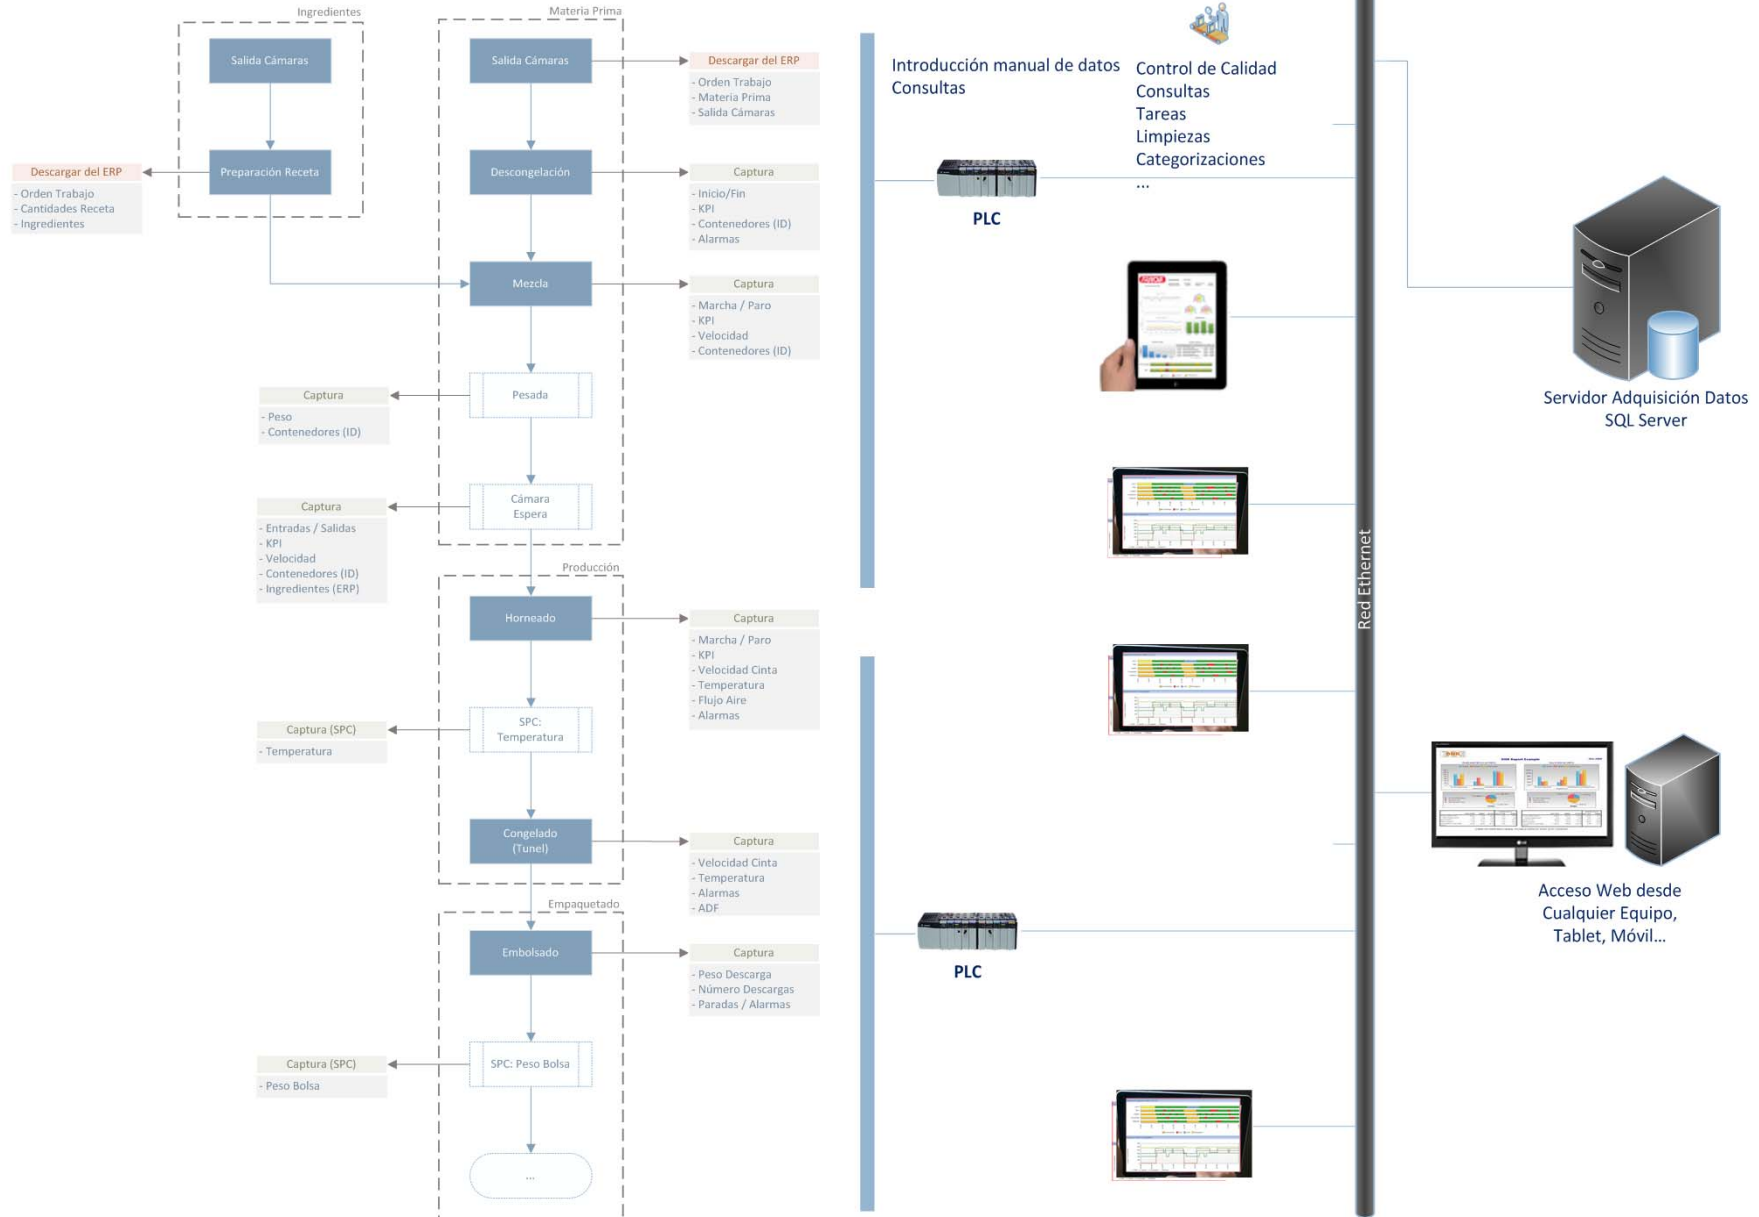 Ingredientes
Salida Cámaras
Preparación Receta
Descargar del ERP
- Orden Trabajo
- Cantidades Receta
- Ingredientes
Materia Prima
Salida Cámaras
Descargar del ERP
- Orden Trabajo
- Materia Prima
- Salida Cámaras
Descongelación
Captura
- Inicio/Fin
- KPI
- Contenedores (ID)
- Alarmas
Mezcla
Captura
- Marcha / Paro
- KPI
- Velocidad
- Contenedores (ID)
Pesada
Captura
- Peso
- Contenedores (ID)
Cámara
Espera
Captura
- Entradas / Salidas
- KPI
- Velocidad
- Contenedores (ID)
- Ingredientes (ERP)
Producción
Horneado
Captura
- Marcha / Paro
- KPI
- Velocidad Cinta
- Temperatura
- Flujo Aire
- Alarmas
SPC:
Temperatura
Captura (SPC)
- Temperatura
Congelado
(Tunel)
Captura
- Velocidad Cinta
- Temperatura
- Alarmas
- ADF
Empaquetado
Embolsado
Captura
- Peso Descarga
- Número Descargas
- Paradas / Alarmas
SPC: Peso Bolsa
Captura (SPC)
- Peso Bolsa
...
Introducción manual de datos
Consultas
Control de Calidad
Consultas
Tareas
Limpiezas
Categorizaciones
...
PLC
PLC
Red Ethernet
Servidor Adquisición Datos
SQL Server
Acceso Web desde
Cualquier Equipo,
Tablet, Móvil...